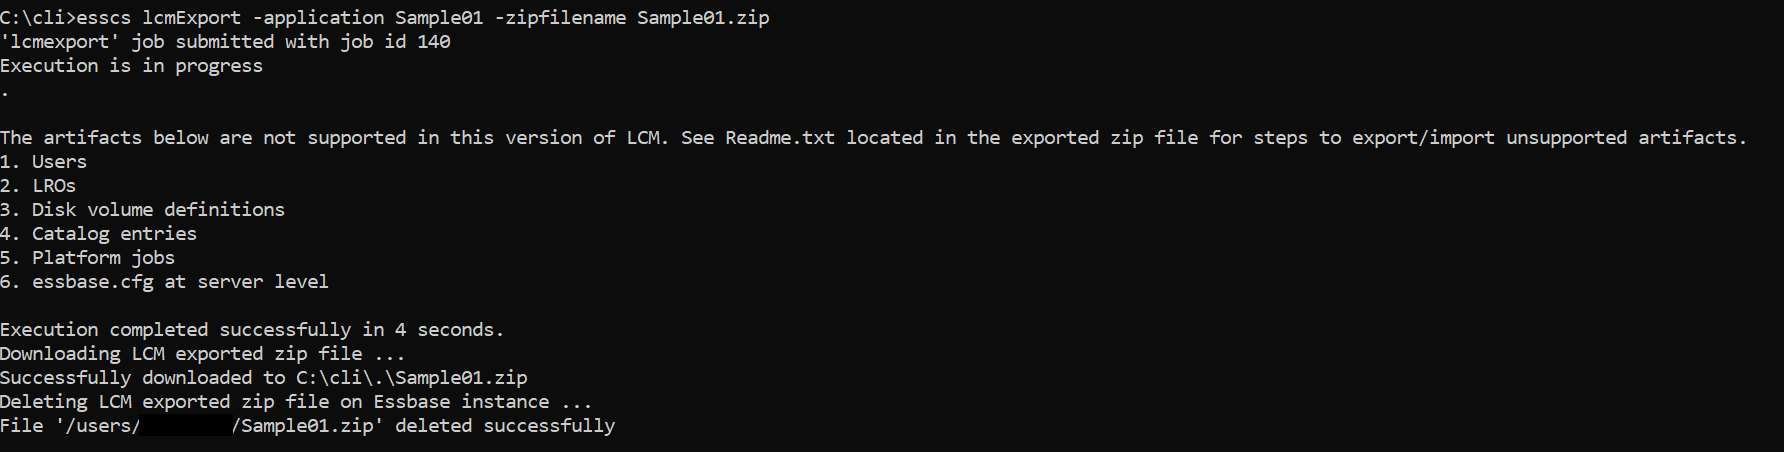 C:\cli>esscs lcmExport -application Sample01 -zipfilename Sample01.zip
'lcmexport' job submitted with job id 140
Execution is in progress
.
The artifacts below are not supported in this version of LCM. See Readme.txt located in the exported zip file for steps to export/import unsupported artifacts.
1. Users
2. LROs
3. Disk volume definitions
4. Catalog entries
5. Platform jobs
6. essbase.cfg at server level
Execution completed successfully in 4 seconds.
Downloading LCM exported zip file ...
Successfully downloaded to C:\cli\.\Sample01.zip
Deleting LCM exported zip file on Essbase instance ...
File '/users/ /Sample01.zip' deleted successfully